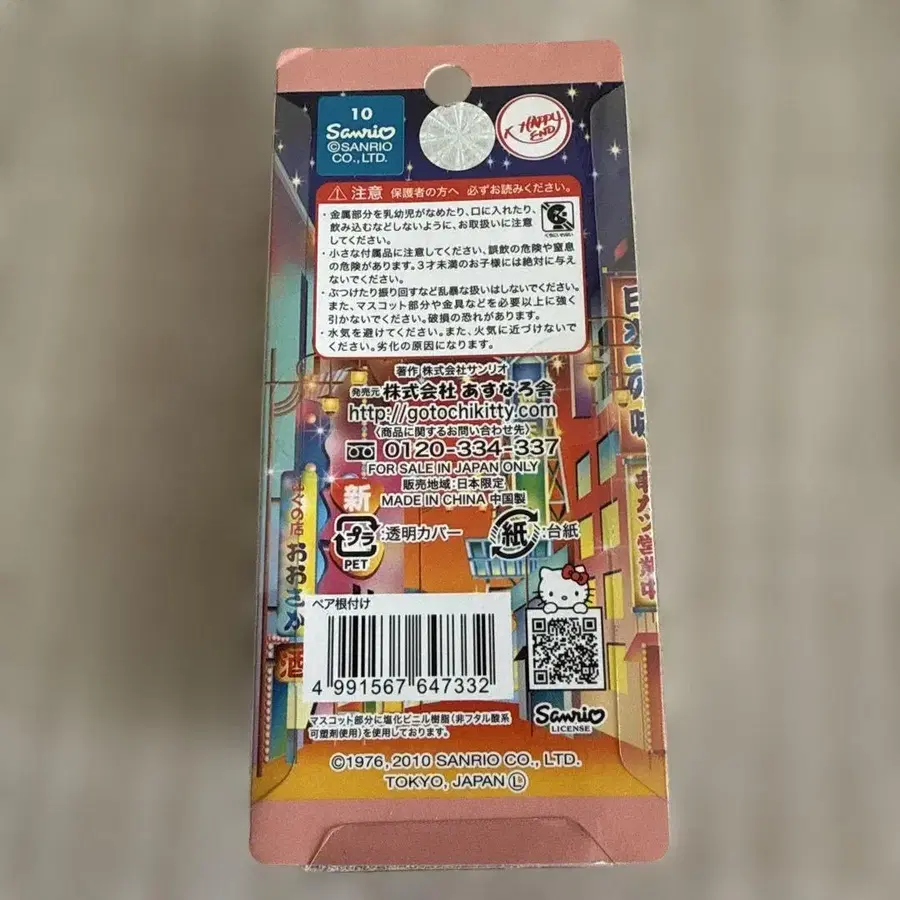 10
Sanrio
©SANRIO
CO.,LTD.
K HAPPY
END
注意 保護者の方へ 必ずお読みください。
・金属部分を乳幼児がなめたり、口に入れたり、
飲み込むなどしないように、お取扱いに注意
してください。
・小さな付属品に注意してください、誤飲の危険や窒息
の危険があります。3才未満のお子様には絶対に与え
ないでください。
・ぶつけたり振り回すなど乱暴な扱いはしないでください。
また、マスコット部分や金具などを必要以上に強く
引かないでください。破損の恐れがあります。
・水気を避けてください。また、火気に近づけないで
ください。劣化の原因になります。
著作 株式会社サンリオ
発売元 株式会社 あすなろ舎
http://gotochikitty.com
〈商品に関するお問い合わせ先〉
0120-334-337
FOR SALE IN JAPAN ONLY
販売地域:日本限定
MADE IN CHINA 中国製
新
プラ :透明カバー
PET
紙 :台紙
の店
おおさか
酒
串カツ営業中
ペア根付け
4 991567 647332
Sanrio
LICENSE
マスコット部分に塩化ビニル樹脂(非フタル酸系
可塑剤使用)を使用しております。
©1976, 2010 SANRIO CO., LTD.
TOKYO, JAPAN Ⓛ